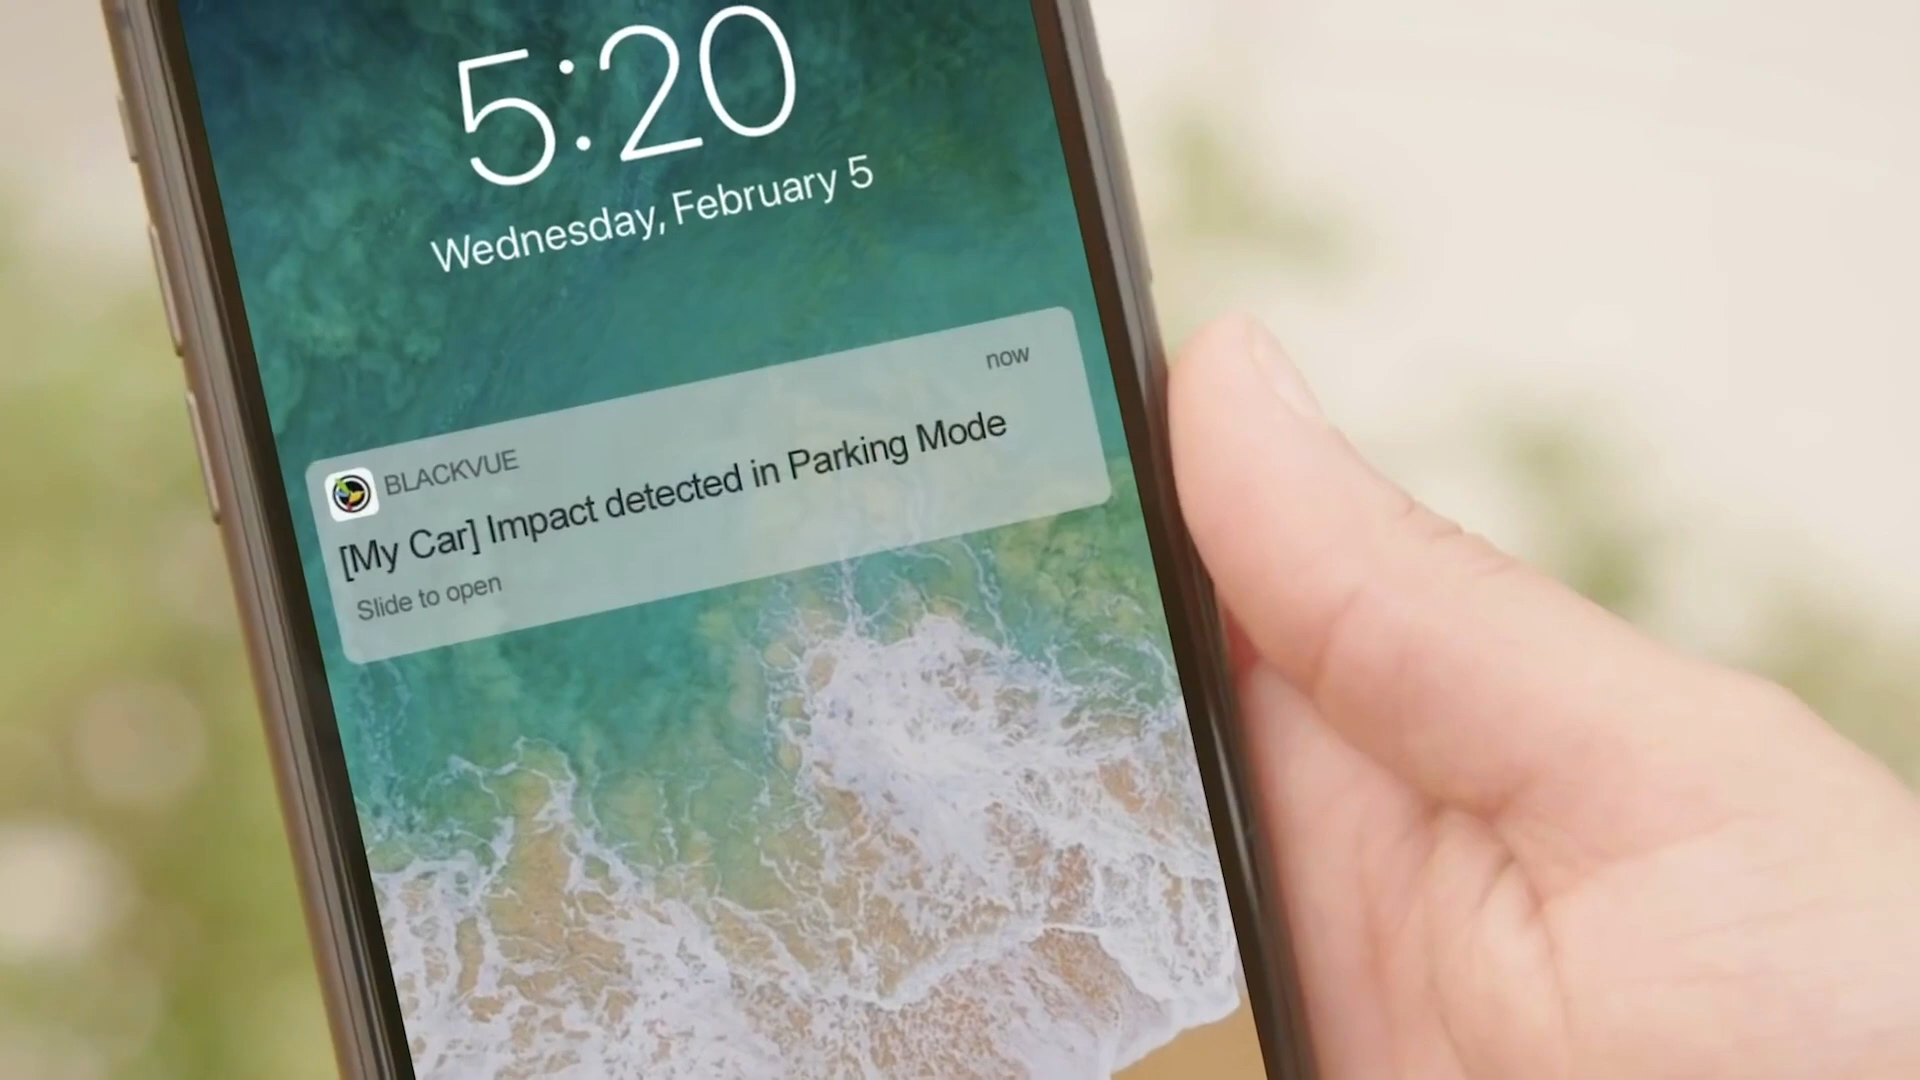 5:20
Wednesday, February 5
BLACKVUE
now
[My Car] Impact detected in Parking Mode
Slide to open